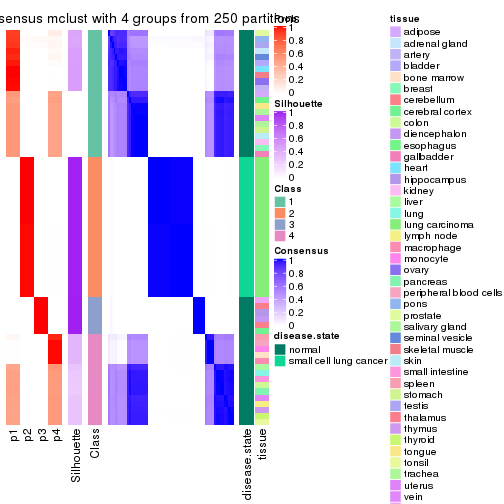 sensus mclust with 4 groups from 250 partitions
1
0.8
0.6
0.4
0.2
0
Silhouette
1
0.8
0.6
0.4
0.2
0
Class
1
2
3
4
Consensus
1
0.8
0.6
0.4
0.2
0
disease.state
normal
small cell lung cancer
tissue
adipose
adrenal gland
artery
bladder
bone marrow
breast
cerebellum
cerebral cortex
colon
diencephalon
esophagus
galbadder
heart
hippocampus
kidney
liver
lung
lung carcinoma
lymph node
macrophage
monocyte
ovary
pancreas
peripheral blood cells
pons
prostate
salivary gland
seminal vesicle
skeletal muscle
skin
small intestine
spleen
stomach
testis
thalamus
thymus
thyroid
tongue
tonsil
trachea
uterus
vein
p1
p2
p3
p4
Silhouette
Class
disease.state
tissue